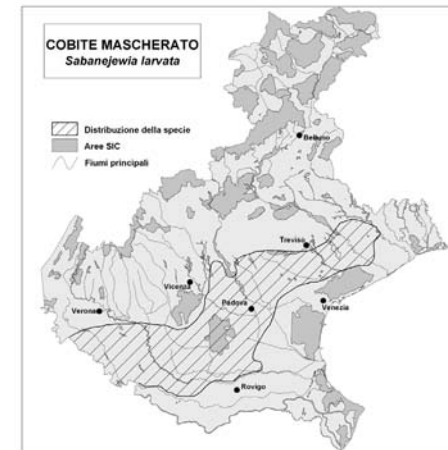 COBITE MASCHERATO
Sabanejewia larvata
Distribuzione della specie
Aree SIC
Fiumi principali
Belluno
Treviso
Vicenza
Padova
Verona
Venezia
Rovigo